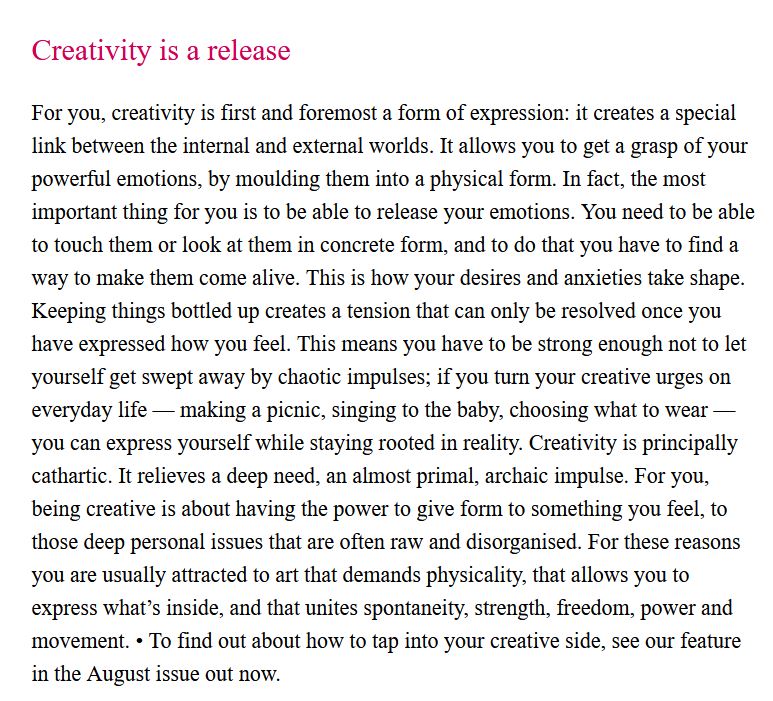 Creativity is a release
For you, creativity is first and foremost a form of expression: it creates a special
link between the internal and external worlds. It allows you to get a grasp of your
powerful emotions, by moulding them into a physical form. In fact, the most
important thing for you is to be able to release your emotions. You need to be able
to touch them or look at them in concrete form, and to do that you have to find a
way to make them come alive. This is how your desires and anxieties take shape.
Keeping things bottled up creates a tension that can only be resolved once you
have expressed how you feel. This means you have to be strong enough not to let
yourself get swept away by chaotic impulses; if you turn your creative urges on
everyday life — making a picnic, singing to the baby, choosing what to wear —
you can express yourself while staying rooted in reality. Creativity is principally
cathartic. It relieves a deep need, an almost primal, archaic impulse. For you,
being creative is about having the power to give form to something you feel, to
those deep personal issues that are often raw and disorganised. For these reasons
you are usually attracted to art that demands physicality, that allows you to
express what’s inside, and that unites spontaneity, strength, freedom, power and
movement. • To find out about how to tap into your creative side, see our feature
in the August issue out now.